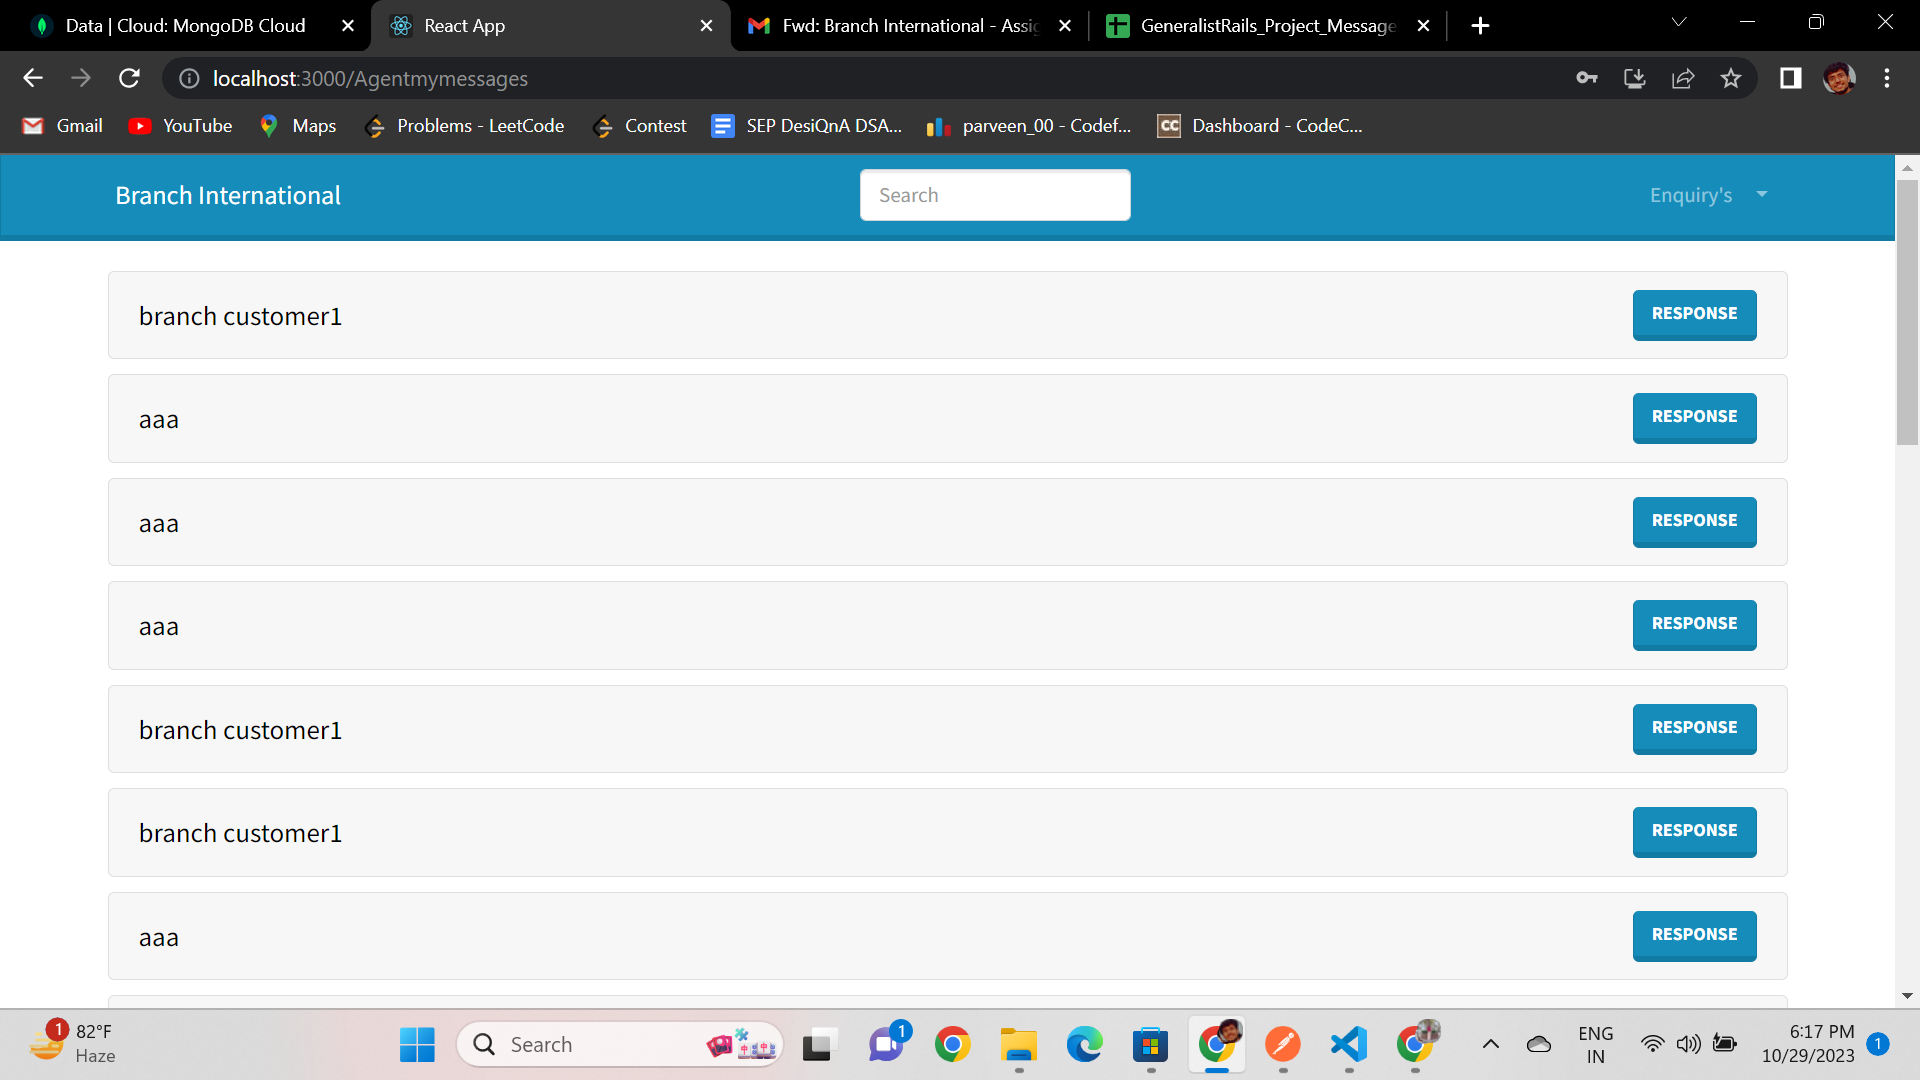 Data | Cloud: MongoDB Cloud
React App
Fwd: Branch International - Assig
GeneralistRails_Project_Message
localhost:3000/Agentmymessages
Gmail
YouTube
Maps
Problems - LeetCode
Contest
SEP DesiQnA DSA...
parveen_00 - Codef...
CC
Dashboard - CodeC...
Branch International
Search
Enquiry's
branch customer1
RESPONSE
aaa
RESPONSE
aaa
RESPONSE
aaa
RESPONSE
branch customer1
RESPONSE
branch customer1
RESPONSE
aaa
RESPONSE
1
82°F
Haze
Search
1
ENG
IN
6:17 PM
10/29/2023
1